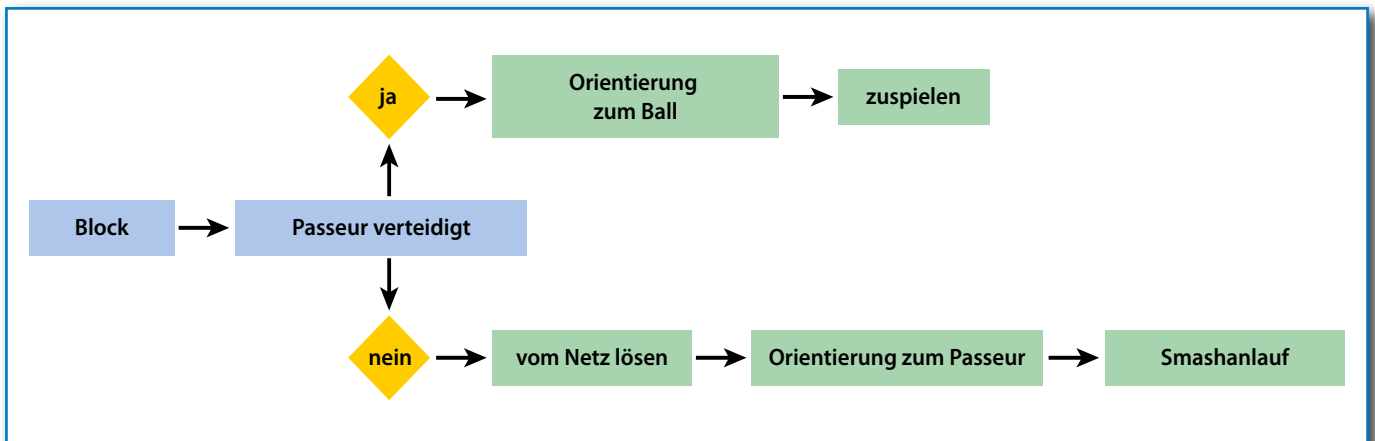 ja
Orientierung
zum Ball
zuspielen
Block
Passeur verteidigt
nein
vom Netz lösen
Orientierung zum Passeur
Smashanlauf